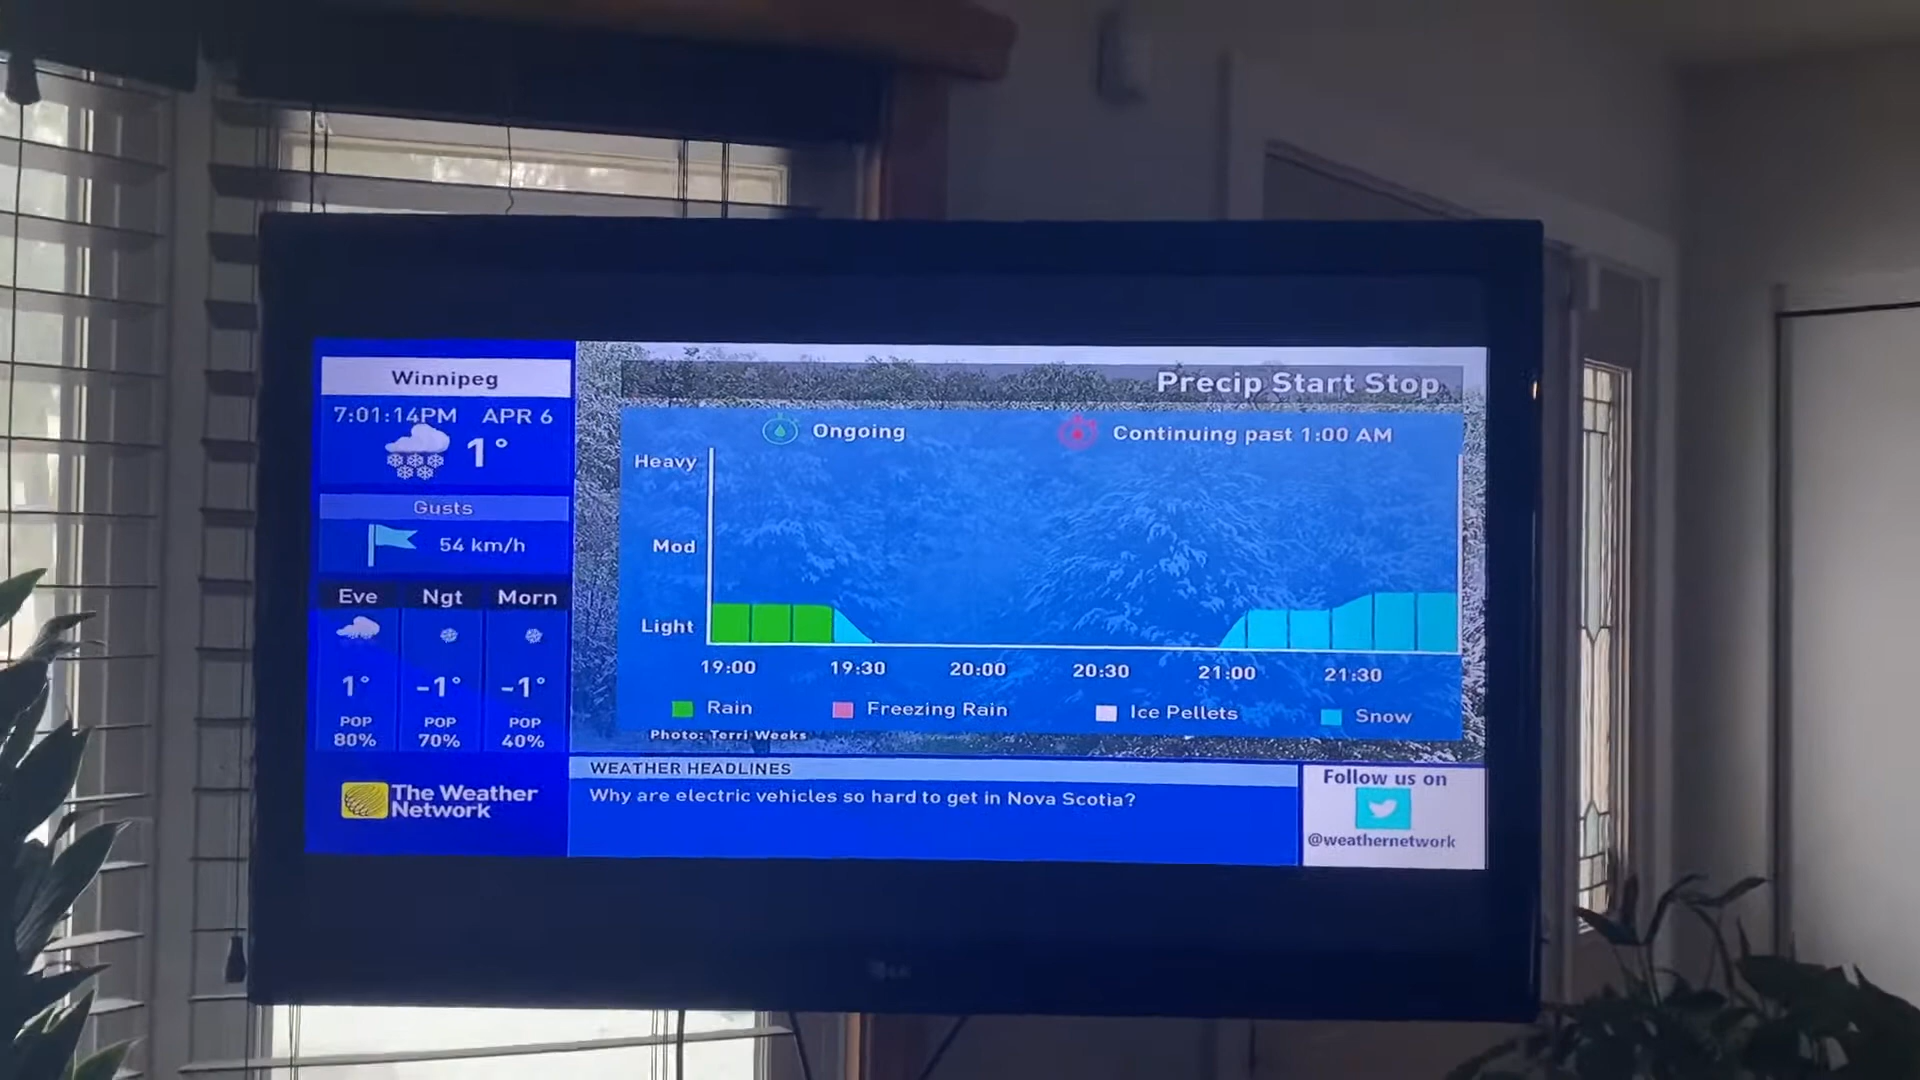 Winnipeg
7:01:14PM APR 6
1°
Gusts
54 km/h
Eve Ngt Morn
1° -1° -1°
POP POP POP
80% 70% 40%
The Weather
Network
Precip Start Stop
Ongoing
Continuing past 1:00 AM
Heavy
Mod
Light
19:00 19:30 20:00 20:30 21:00 21:30
Rain Freezing Rain Ice Pellets Snow
Photo: Terri Weeks
WEATHER HEADLINES
Why are electric vehicles so hard to get in Nova Scotia?
Follow us on
@weathernetwork
LG